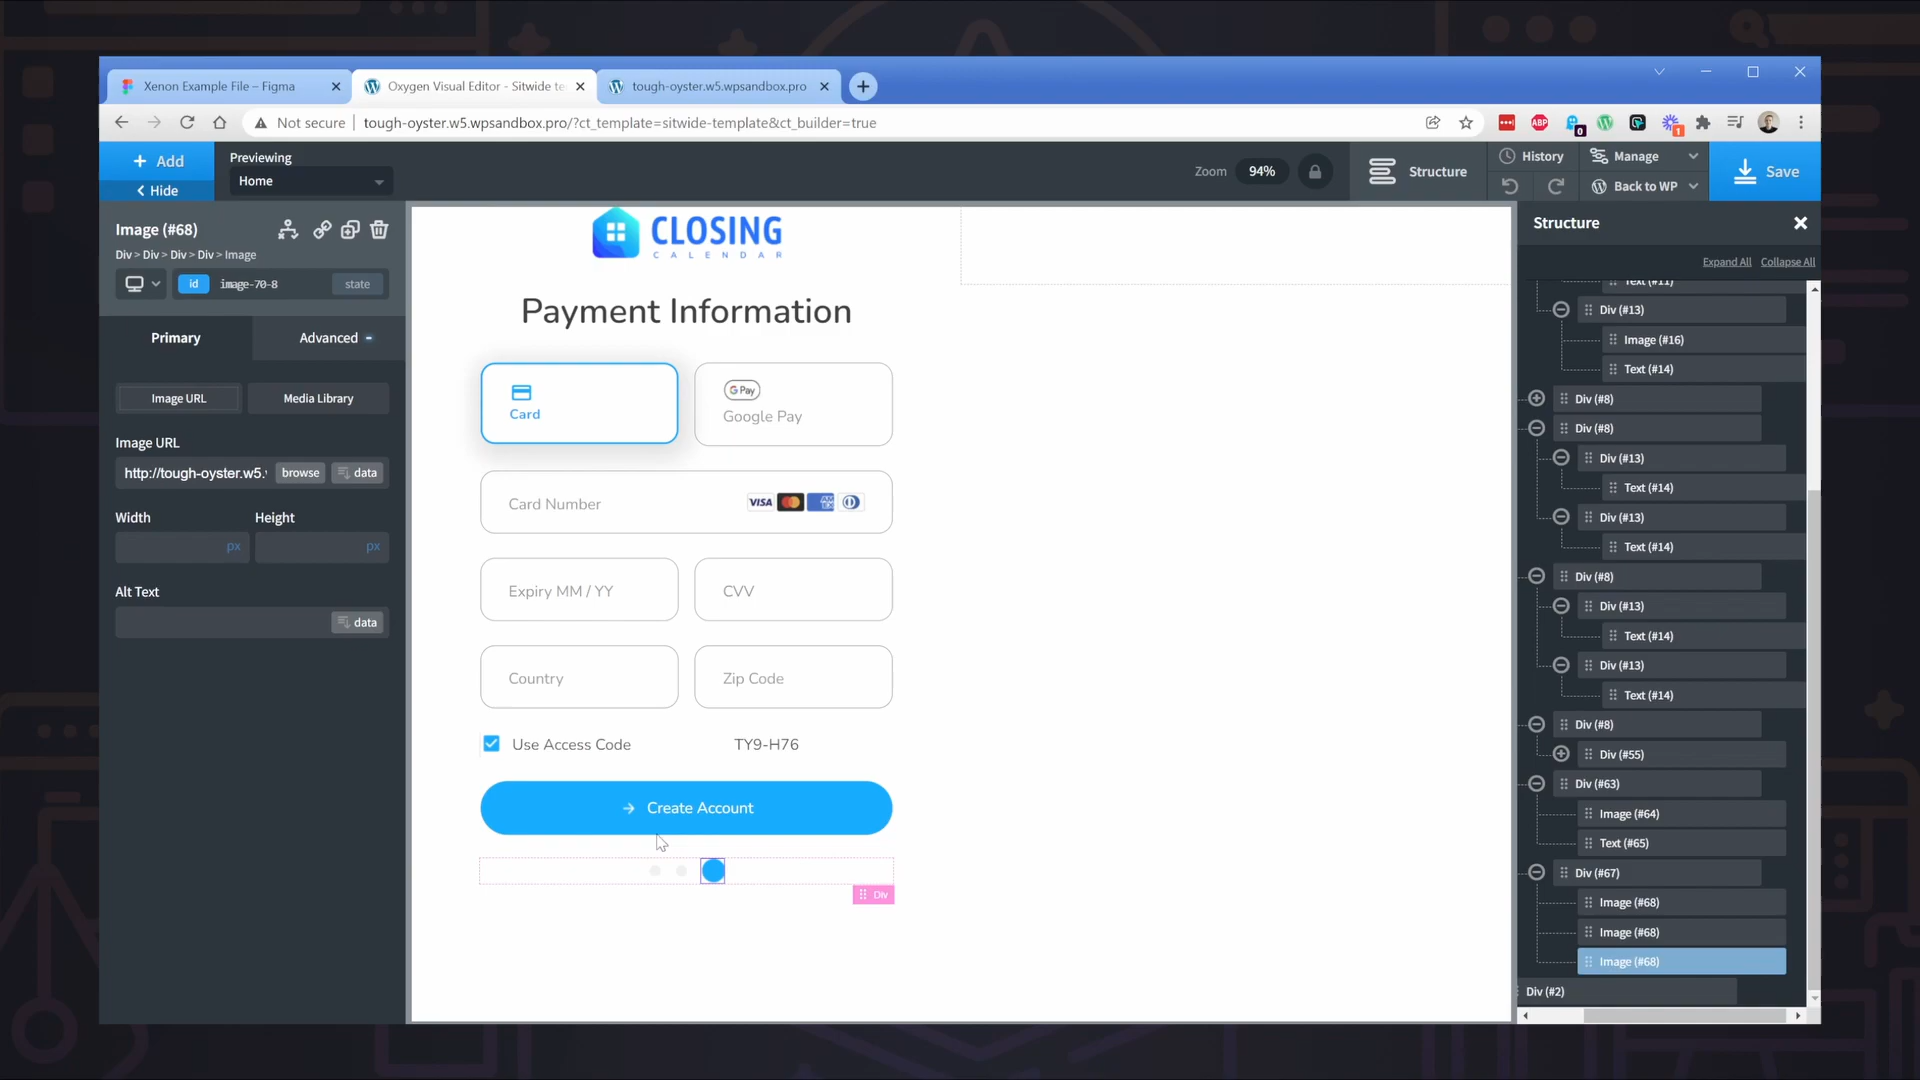 Xenon Example File – Figma
Oxygen Visual Editor - Sitwide te
tough-oyster.w5.wpsandbox.pro
Not secure
tough-oyster.w5.wpsandbox.pro/?ct_template=sitwide-template&ct_builder=true
ABP
0
1
+ Add
Hide
Previewing
Home
Zoom
94%
Structure
History
Manage
Back to WP
Save
Image (#68)
Div > Div > Div > Div > Image
id
image-70-8
state
Primary
Advanced
Image URL
Media Library
Image URL
http://tough-oyster.w5.
browse
data
Width
Height
px
px
Alt Text
data
CLOSING
CALENDAR
Payment Information
Card
G Pay
Google Pay
Card Number
VISA
AM EX
Expiry MM / YY
CVV
Country
Zip Code
Use Access Code
TY9-H76
Create Account
Div
Structure
Expand All
Collapse All
Text (#11)
Div (#13)
Image (#16)
Text (#14)
Div (#8)
Div (#8)
Div (#13)
Text (#14)
Div (#13)
Text (#14)
Div (#8)
Div (#13)
Text (#14)
Div (#13)
Text (#14)
Div (#8)
Div (#55)
Div (#63)
Image (#64)
Text (#65)
Div (#67)
Image (#68)
Image (#68)
Image (#68)
Div (#2)